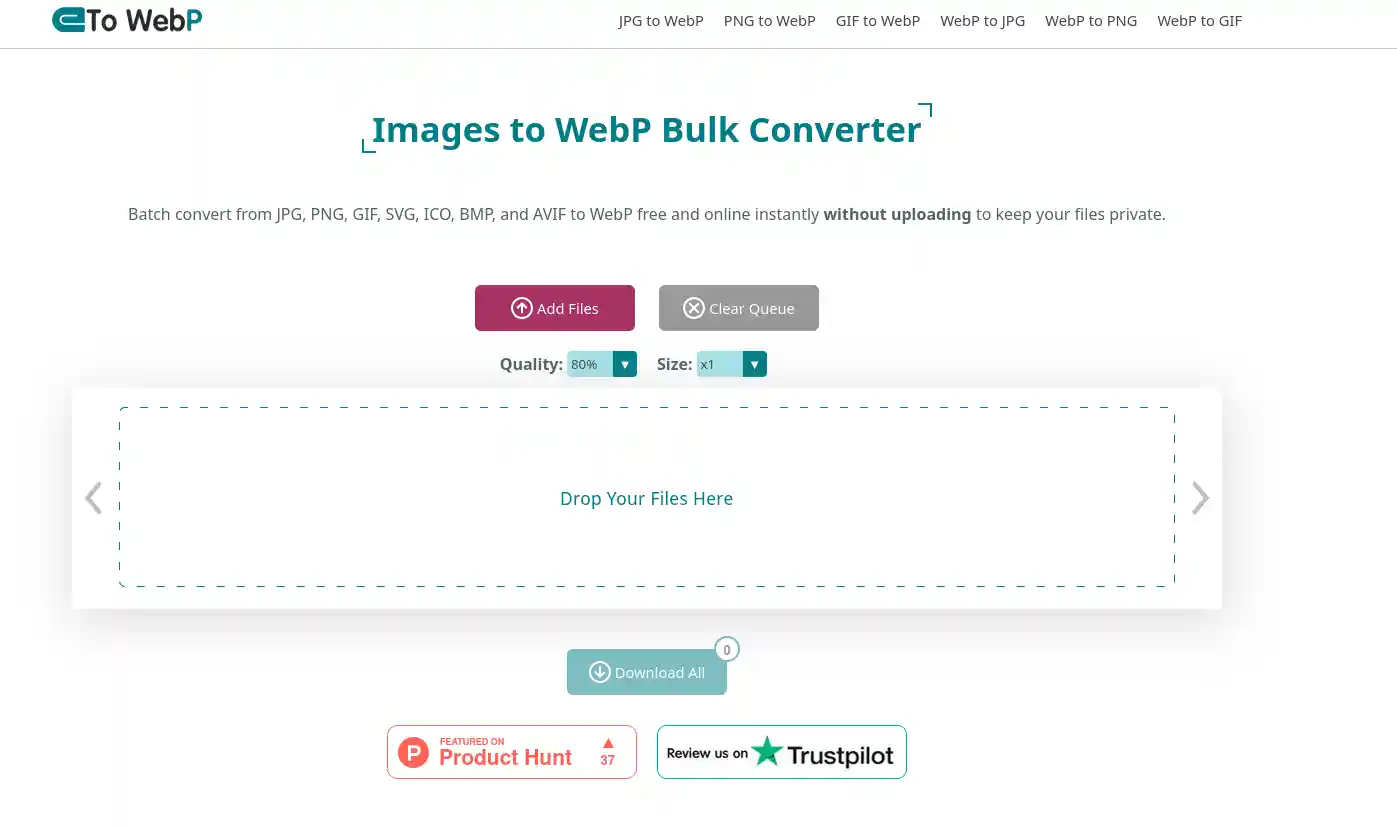 To WebP
JPG to WebP PNG to WebP GIF to WebP WebP to JPG WebP to PNG WebP to GIF
Images to WebP Bulk Converter
Batch convert from JPG, PNG, GIF, SVG, ICO, BMP, and AVIF to WebP free and online instantly without uploading to keep your files private.
Add Files Clear Queue
Quality: 80% Size: x1
Drop Your Files Here
0
Download All
FEATURED ON
P Product Hunt 37
Review us on Trustpilot